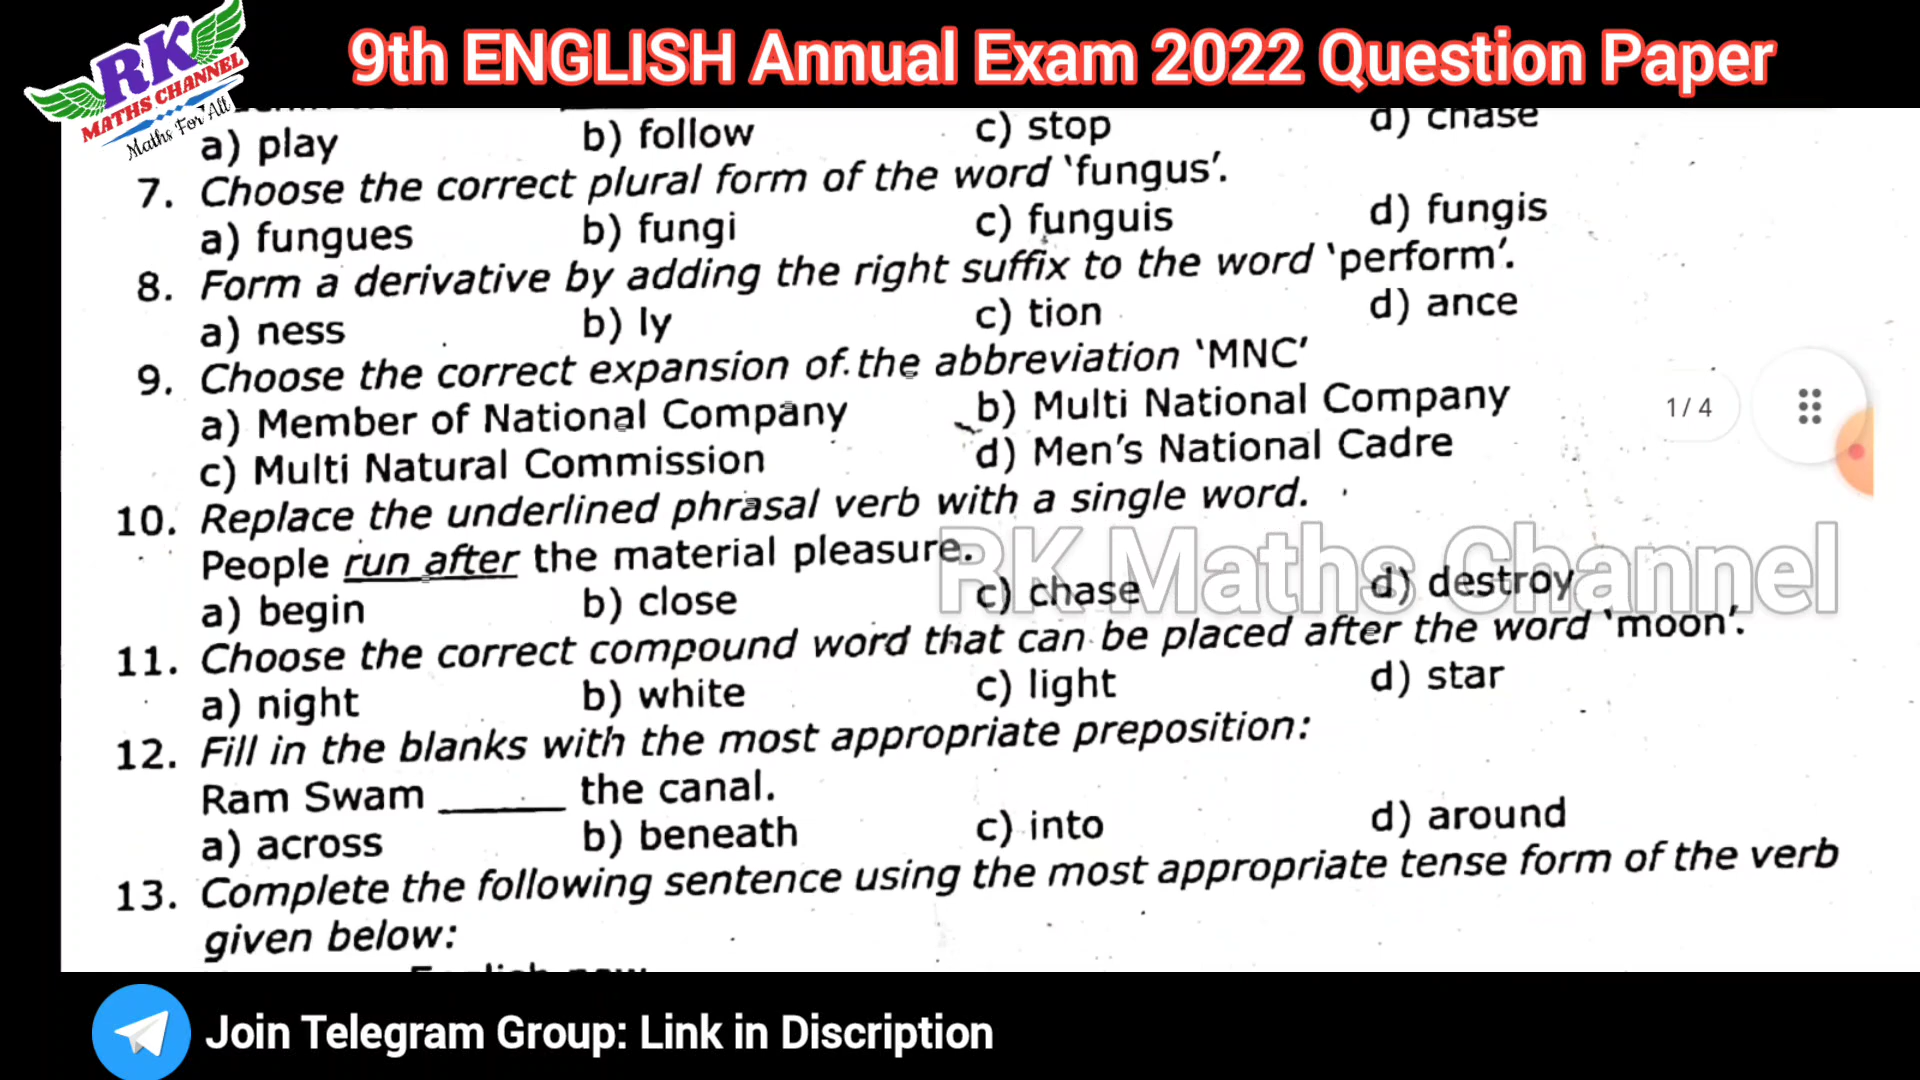 RK
MATHS CHANNEL
Maths For All
9th ENGLISH Annual Exam 2022 Question Paper
a) play b) follow c) stop d) chase
7. Choose the correct plural form of the word 'fungus'.
a) fungues b) fungi c) funguis d) fungis
8. Form a derivative by adding the right suffix to the word 'perform'.
a) ness b) ly c) tion d) ance
9. Choose the correct expansion of the abbreviation 'MNC'
a) Member of National Company b) Multi National Company
c) Multi Natural Commission d) Men's National Cadre
1/4
10. Replace the underlined phrasal verb with a single word.
People run after the material pleasure.
RK Maths Channel
a) begin b) close c) chase d) destroy
11. Choose the correct compound word that can be placed after the word 'moon'.
a) night b) white c) light d) star
12. Fill in the blanks with the most appropriate preposition:
Ram Swam ______ the canal.
a) across b) beneath c) into d) around
13. Complete the following sentence using the most appropriate tense form of the verb
given below:
English now
Join Telegram Group: Link in Discription